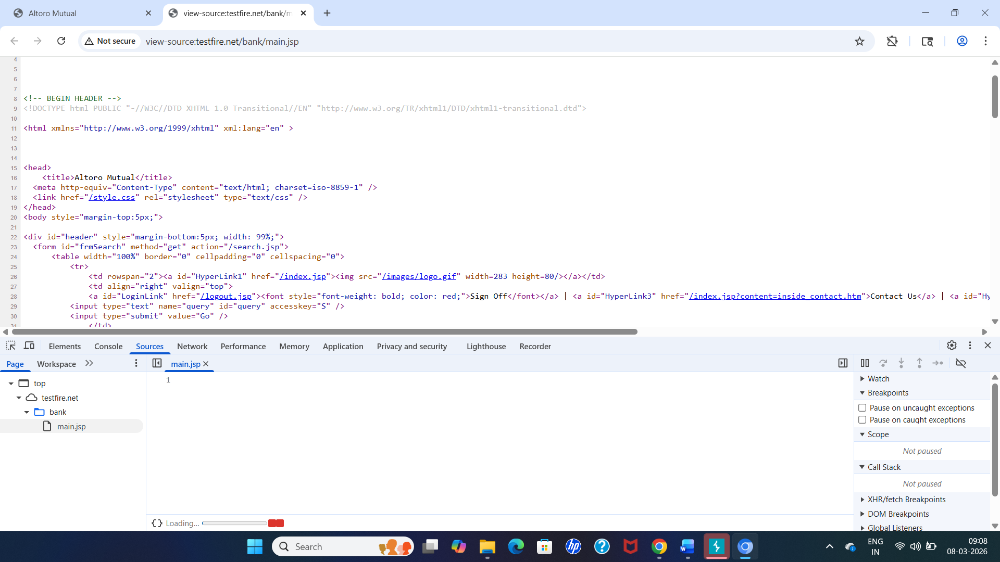 Altoro Mutual
view-source:testfire.net/bank/m
Not secure
view-source:testfire.net/bank/main.jsp
4
5
6
7
8 <!-- BEGIN HEADER -->
9 <!DOCTYPE html PUBLIC "-//W3C//DTD XHTML 1.0 Transitional//EN" "http://www.w3.org/TR/xhtml1/DTD/xhtml1-transitional.dtd">
10
11 <html xmlns="http://www.w3.org/1999/xhtml" xml:lang="en" >
12
13
14
15 <head>
16 <title>Altoro Mutual</title>
17 <meta http-equiv="Content-Type" content="text/html; charset=iso-8859-1" />
18 <link href="/style.css" rel="stylesheet" type="text/css" />
19 </head>
20 <body style="margin-top:5px;">
21
22 <div id="header" style="margin-bottom:5px; width: 99%;">
23 <form id="frmSearch" method="get" action="/search.jsp">
24 <table width="100%" border="0" cellpadding="0" cellspacing="0">
25 <tr>
26 <td rowspan="2"><a id="HyperLink1" href="/index.jsp"><img src="/images/logo.gif" width=283 height=80/></a></td>
27 <td align="right" valign="top">
28 <a id="LoginLink" href="/logout.jsp"><font style="font-weight: bold; color: red;">Sign Off</font></a> | <a id="HyperLink3" href="/index.jsp?content=inside_contact.htm">Contact Us</a> | <a id="Hy
29 <input type="text" name="query" id="query" accesskey="S" />
30 <input type="submit" value="Go" />
31 </td>
Elements Console Sources Network Performance Memory Application Privacy and security Lighthouse Recorder
Page Workspace
main.jsp
top
testfire.net
bank
main.jsp
1
Loading...
Watch
Breakpoints
Pause on uncaught exceptions
Pause on caught exceptions
Scope
Not paused
Call Stack
Not paused
XHR/fetch Breakpoints
DOM Breakpoints
Global Listeners
Search
hp
W
ENG
IN
09:08
08-03-2026